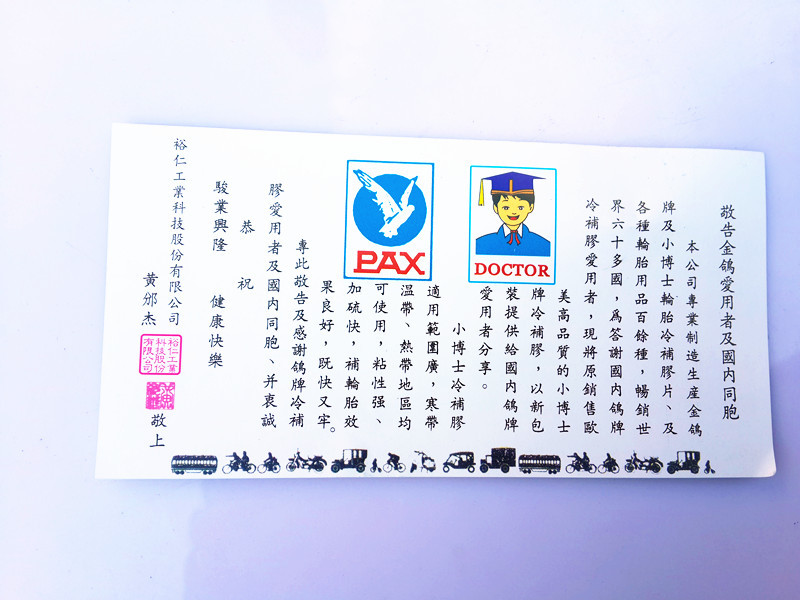 敬告金鴿愛用者及國內同胞
本公司專業制造生産金鴿
牌及小博士輪胎冷補膠片、及
各種輪胎用品百餘種，暢銷世
界六十多國，爲答謝國内鴿牌
冷補膠愛用者，現將原銷售歐
美高品質的小博士
牌冷補膠，以新包
裝提供給國内鴿牌
愛用者分享。
DOCTOR
小博士冷補膠
適用範圍廣，寒帶
温帶、熱帶地區均
可使用，粘性强、
加硫快，補輪胎效
果良好，既快又牢。
PAX
專此敬告及感謝鴿牌冷補
膠愛用者及國内同胞、并衷誠
恭祝
駿業興隆 健康快樂
裕仁工業科技股份有限公司
黃邠杰
裕仁工業
科技股份
有限公司
敬上